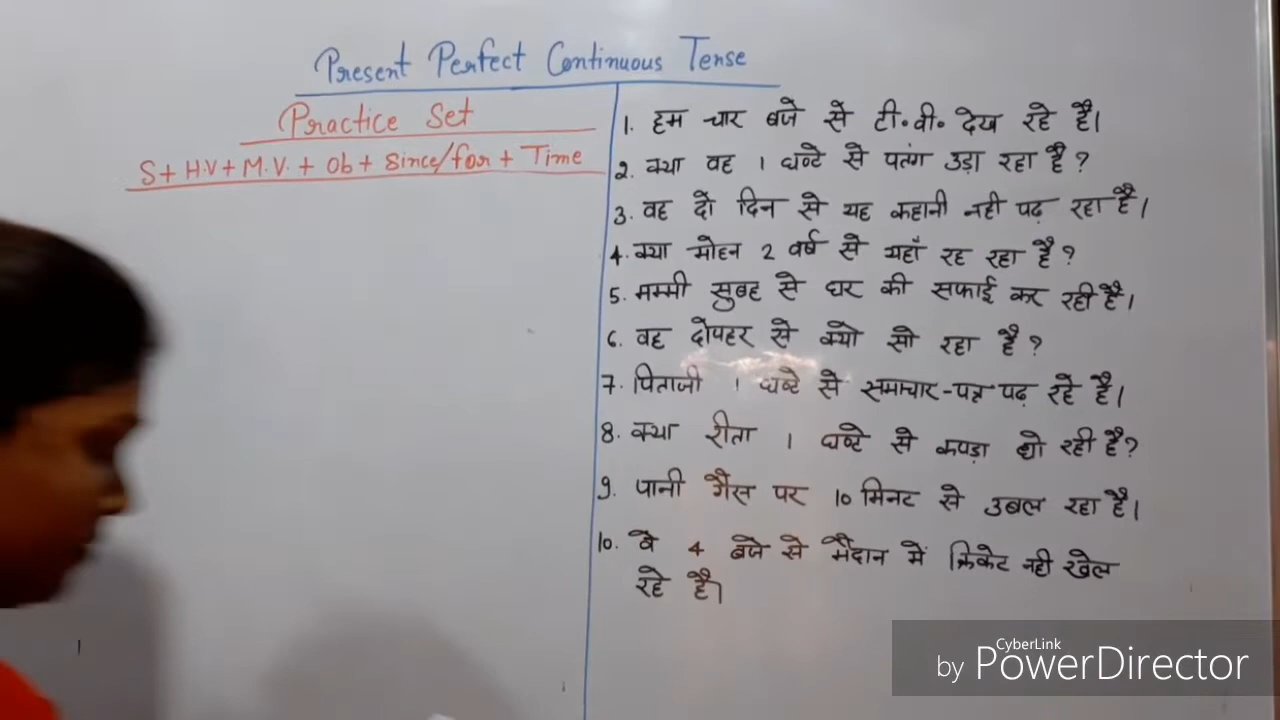 Present Perfect Continuous Tense
Practice Set
S + H.V + M.V. + Ob + Since/for + Time
1. हम चार बजे से टी.वी. देख रहे है।
2. क्या वह 1 घण्टे से पतंग उड़ा रहा है?
3. वह दो दिन से यह कहानी नही पढ़ रहा है।
4. क्या मोहन 2 वर्ष से यहाँ रह रहा है?
5. मम्मी सुबह से घर की सफाई कर रही है।
6. वह दोपहर से क्यो सो रहा है?
7. पिताजी 1 घण्टे से समाचार-पत्र पढ़ रहे है।
8. क्या रीता 1 घण्टे से कपड़ा धो रही है?
9. पानी गैस पर 10 मिनट से उबल रहा है।
10. वे 4 बजे से मैदान में क्रिकेट नही खेल
रहे है।
CyberLink
by PowerDirector